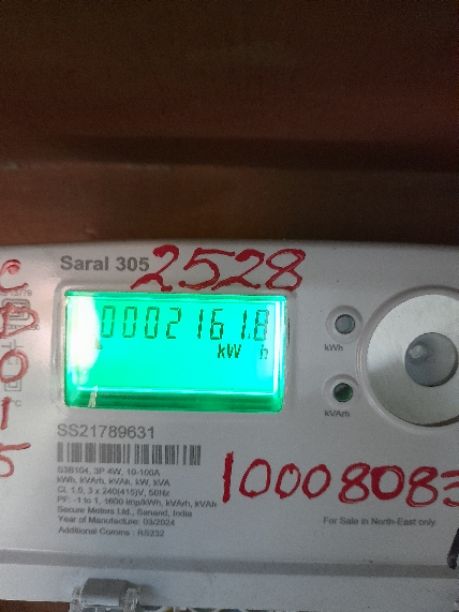 Saral 305
2528
0002161.8
kW h
kWh
kVArh
SS21789631
S3B104, 3P 4W, 10-100A
kWh, kVArh, kVAh, kW, kVA
Cl. 1.0, 3 x 240(415)V, 50Hz
PF: -1 to 1, 1600 imp/kWh, kVArh, kVAh
Secure Meters Ltd., Sanand, India
Year of Manufacture: 03/2024
Additional Comms : RS232
10008083
For Sale in North-East only